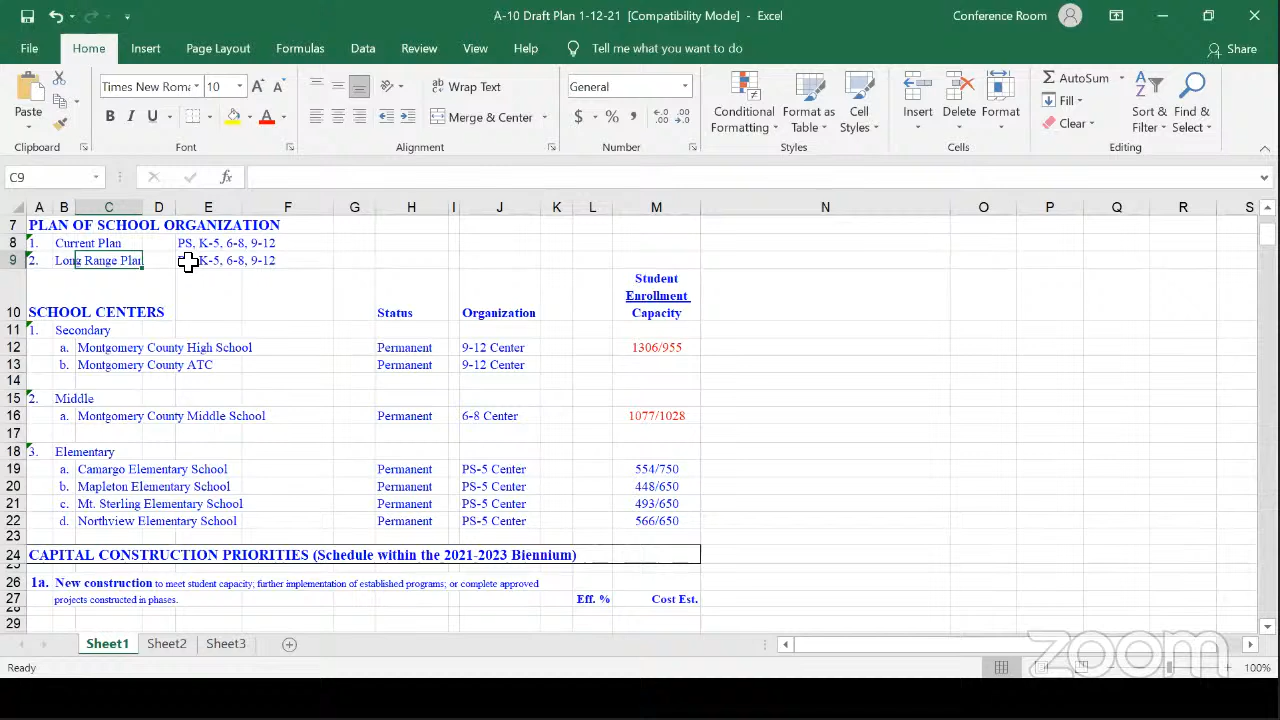 A-10 Draft Plan 1-12-21 [Compatibility Mode] - Excel
Conference Room
File Home Insert Page Layout Formulas Data Review View Help Tell me what you want to do Share
Paste
Clipboard
Times New Roma 10
B I U A A A
Font
ab Wrap Text
Merge & Center
Alignment
General
$ % ,
Number
Conditional Formatting
Format as Table
Cell Styles
Styles
Insert
Delete
Format
Cells
AutoSum
Fill
Clear
Sort & Filter
Find & Select
Editing
C9 fx
A B C D E F G H I J K L M N O P Q R S
7 PLAN OF SCHOOL ORGANIZATION
8 1. Current Plan PS, K-5, 6-8, 9-12
9 2. Long Range Plan K-5, 6-8, 9-12
Student
Enrollment
10 SCHOOL CENTERS Status Organization Capacity
11 1. Secondary
12 a. Montgomery County High School Permanent 9-12 Center 1306/955
13 b. Montgomery County ATC Permanent 9-12 Center
14
15 2. Middle
16 a. Montgomery County Middle School Permanent 6-8 Center 1077/1028
17
18 3. Elementary
19 a. Camargo Elementary School Permanent PS-5 Center 554/750
20 b. Mapleton Elementary School Permanent PS-5 Center 448/650
21 c. Mt. Sterling Elementary School Permanent PS-5 Center 493/650
22 d. Northview Elementary School Permanent PS-5 Center 566/650
23
24 CAPITAL CONSTRUCTION PRIORITIES (Schedule within the 2021-2023 Biennium)
25
26 1a. New construction to meet student capacity; further implementation of established programs; or complete approved
27 projects constructed in phases. Eff. % Cost Est.
28
29
Sheet1 Sheet2 Sheet3
zoom
Ready 100%